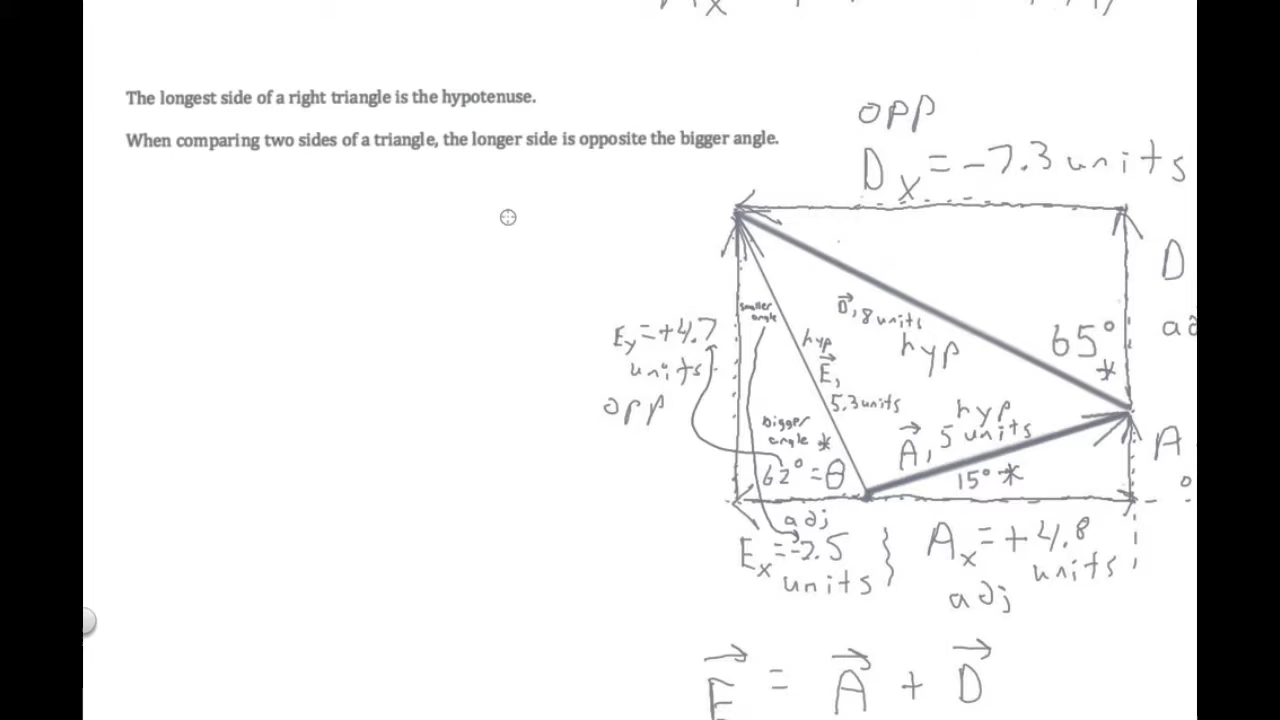 The longest side of a right triangle is the hypotenuse.
When comparing two sides of a triangle, the longer side is opposite the bigger angle.
opp
Dx = -7.3 units
D
smaller
angle
D, 8 units
hyp
65°
*
ad
Ey = +4.7
units
opp
hyp
E,
5.3 units
hyp
A, 5 units
A
bigger
angle *
62° = θ
15° *
o
adj
Ex = -2.5
units
}
Ax = +4.8
units
adj
E = A + D